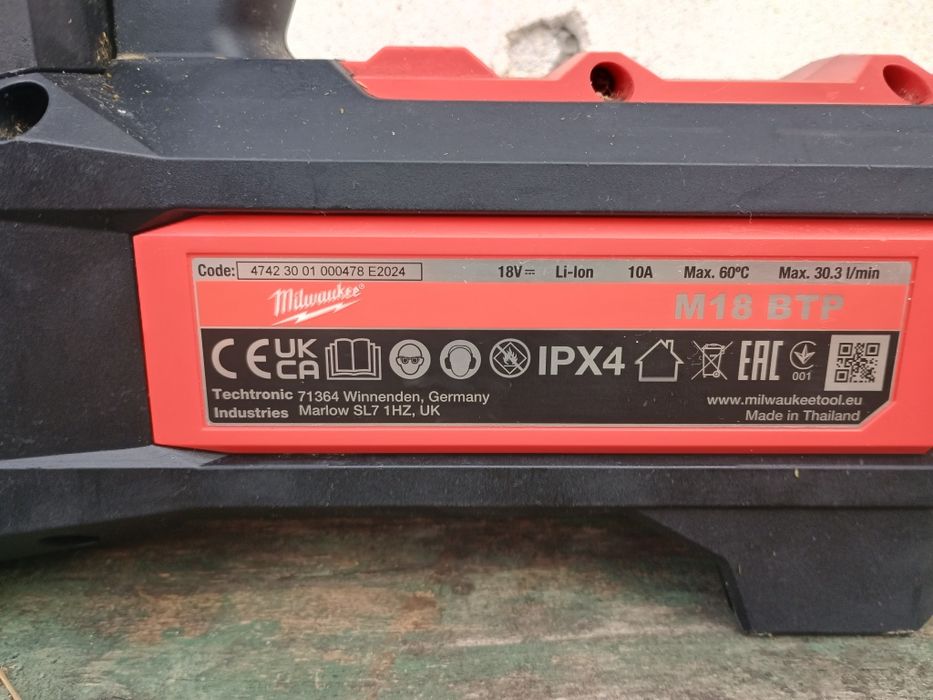 Code: 4742 30 01 000478 E2024 18V Li-Ion 10A Max. 60ºC Max. 30.3 l/min
Milwaukee®
M18 BTP
CE UK CA IPX4 EAC 001
Techtronic Industries
71364 Winnenden, Germany
Marlow SL7 1HZ, UK
www.milwaukeetool.eu
Made in Thailand